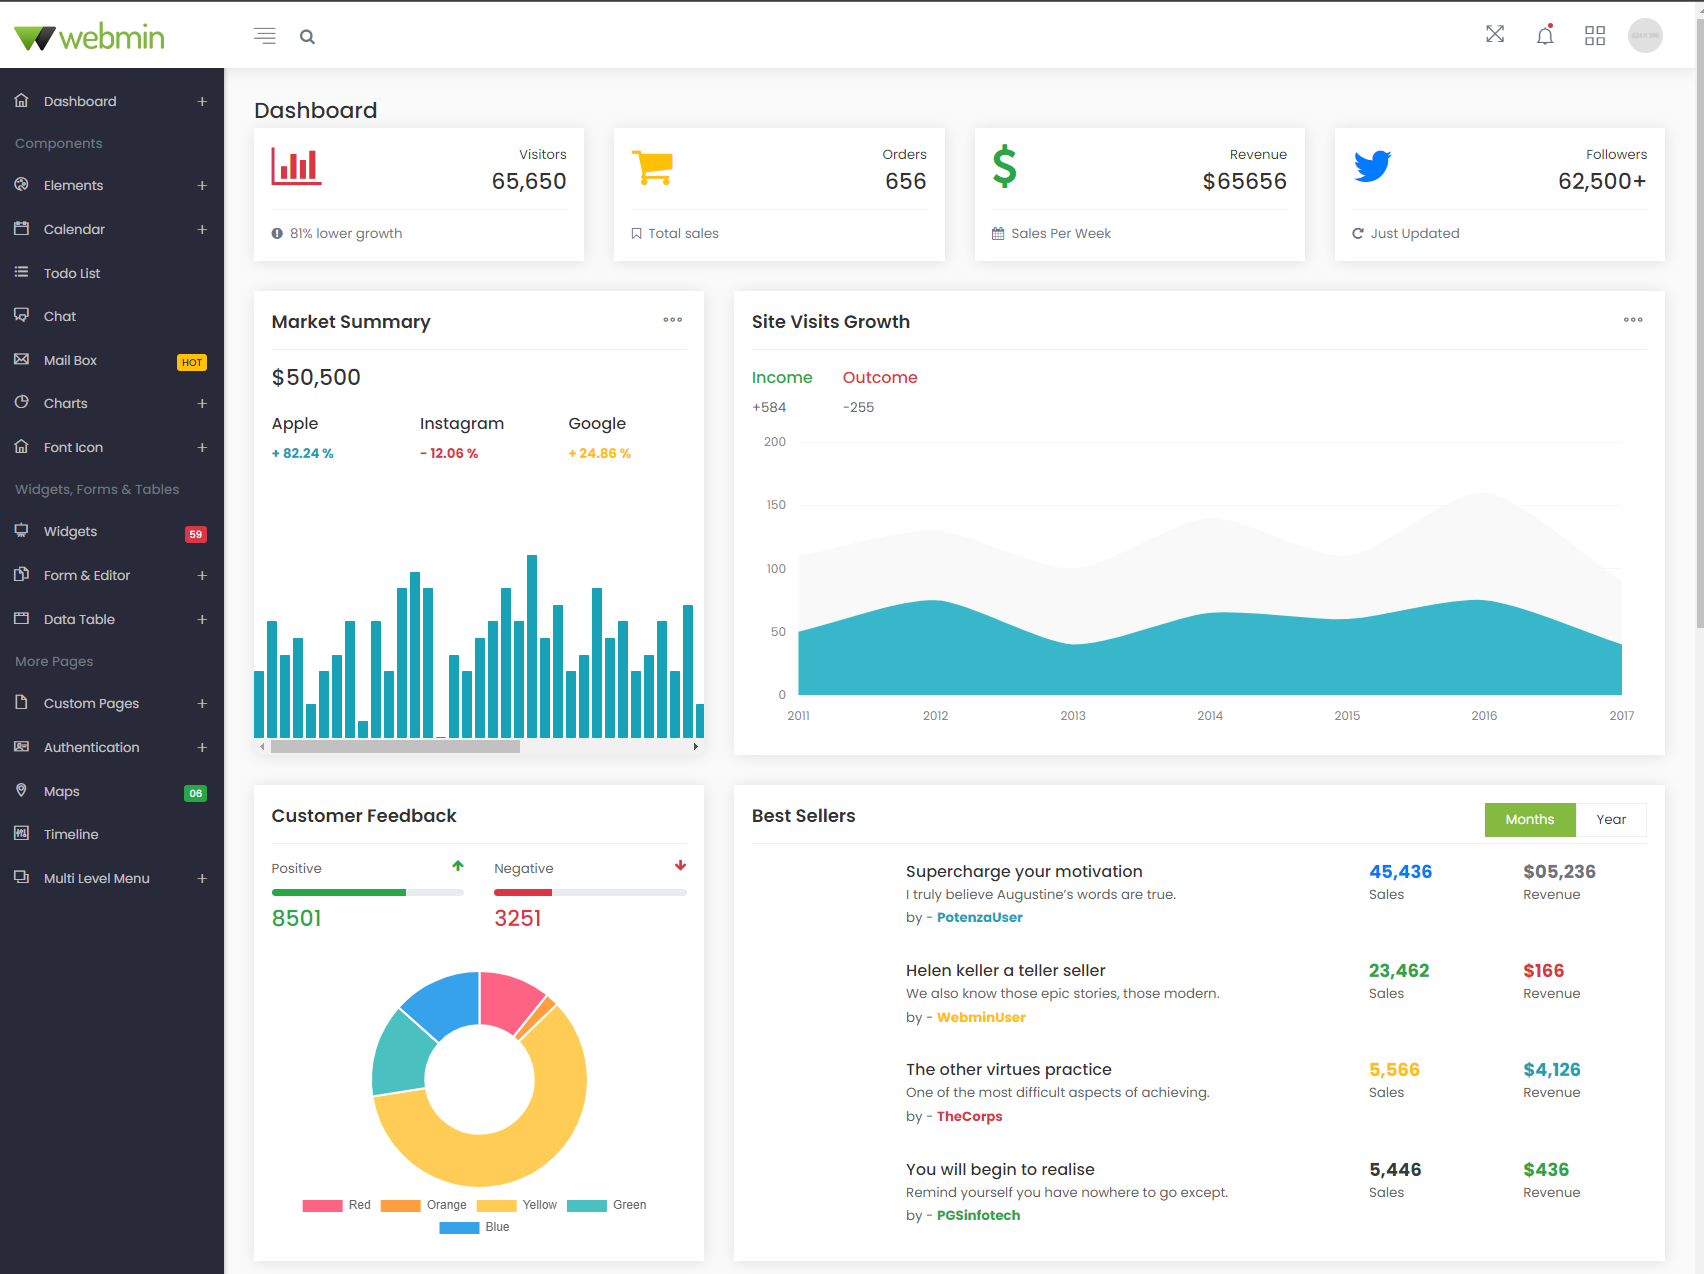 webmin
Dashboard +
Components
Elements +
Calendar +
Todo List
Chat
Mail Box HOT
Charts +
Font Icon +
Widgets, Forms & Tables
Widgets 59
Form & Editor +
Data Table +
More Pages
Custom Pages +
Authentication +
Maps 06
Timeline
Multi Level Menu +
Dashboard
Visitors
65,650
81% lower growth
Orders
656
Total sales
Revenue
$65656
Sales Per Week
Followers
62,500+
Just Updated
Market Summary
$50,500
Apple Instagram Google
+ 82.24 % - 12.06 % + 24.86 %
Site Visits Growth
Income Outcome
+584 -255
200
150
100
50
0
2011 2012 2013 2014 2015 2016 2017
Customer Feedback
Positive Negative
8501 3251
Red Orange Yellow Green
Blue
Best Sellers Months Year
Supercharge your motivation 45,436 $05,236
I truly believe Augustine’s words are true. Sales Revenue
by - PotenzaUser
Helen keller a teller seller 23,462 $166
We also know those epic stories, those modern. Sales Revenue
by - WebminUser
The other virtues practice 5,566 $4,126
One of the most difficult aspects of achieving. Sales Revenue
by - TheCorps
You will begin to realise 5,446 $436
Remind yourself you have nowhere to go except. Sales Revenue
by - PGSinfotech